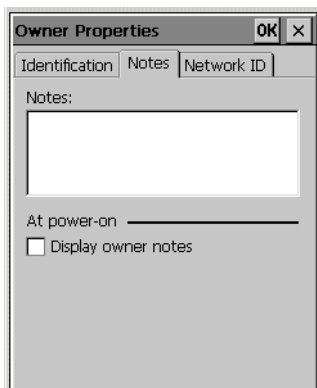 Owner Properties OK ×
Identification Notes Network ID
Notes:
At power-on
Display owner notes